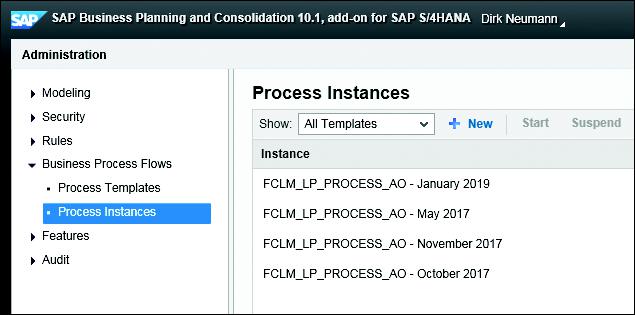 SAP SAP Business Planning and Consolidation 10.1, add-on for SAP S/4HANA Dirk Neumann
Administration
Modeling
Security
Rules
Business Process Flows
Process Templates
Process Instances
Features
Audit
Process Instances
Show: All Templates + New Start Suspend
Instance
FCLM_LP_PROCESS_AO - January 2019
FCLM_LP_PROCESS_AO - May 2017
FCLM_LP_PROCESS_AO - November 2017
FCLM_LP_PROCESS_AO - October 2017